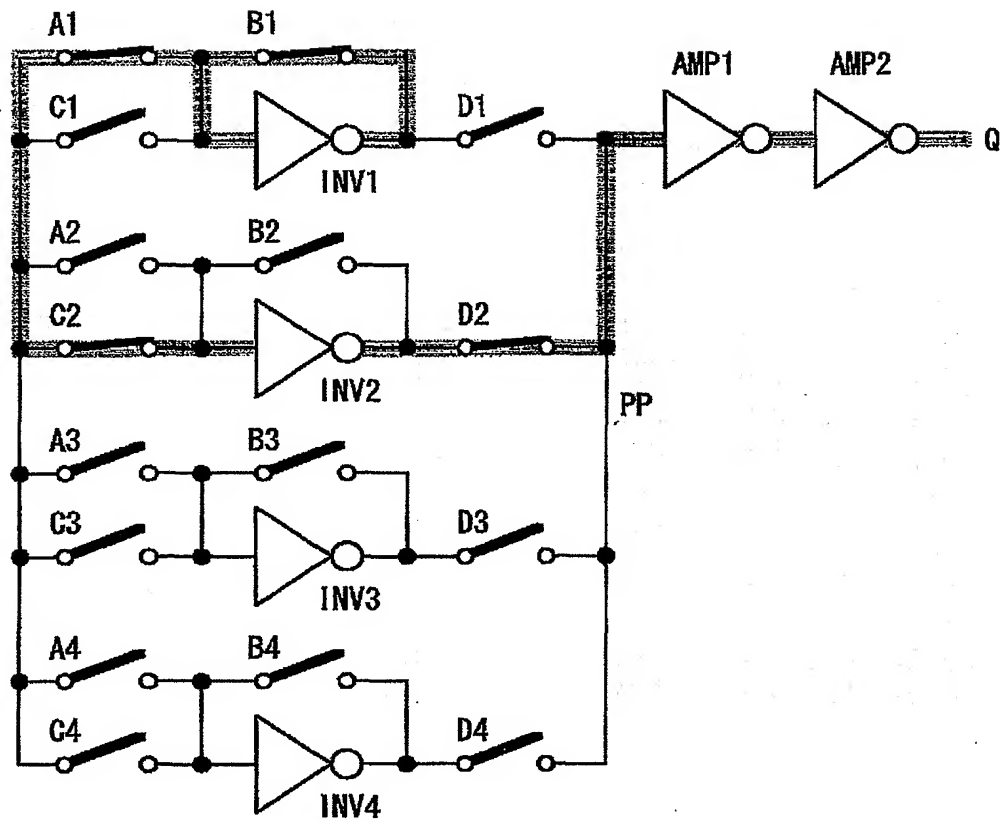 A1 B1
AMP1 AMP2
C1 D1
Q
INV1
A2 B2
C2 D2
INV2
PP
A3 B3
C3 D3
INV3
A4 B4
C4 D4
INV4